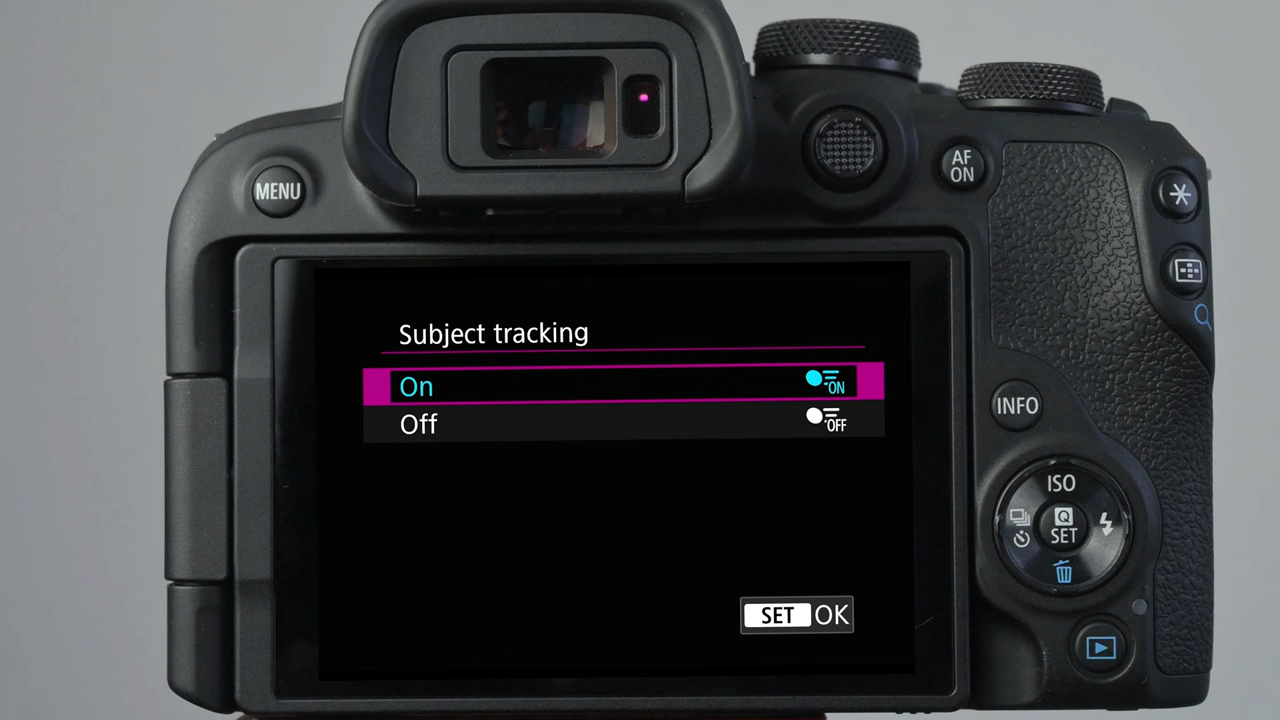 MENU
AF
ON
Subject tracking
On
ON
Off
OFF
INFO
ISO
Q
SET
SET OK